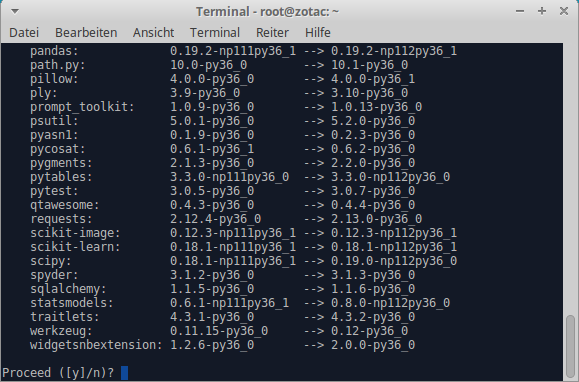 Terminal - root@zotac: ~
Datei Bearbeiten Ansicht Terminal Reiter Hilfe
pandas: 0.19.2-np111py36_1 --> 0.19.2-np112py36_1
path.py: 10.0-py36_0 --> 10.1-py36_0
pillow: 4.0.0-py36_0 --> 4.0.0-py36_1
ply: 3.9-py36_0 --> 3.10-py36_0
prompt_toolkit: 1.0.9-py36_0 --> 1.0.13-py36_0
psutil: 5.0.1-py36_0 --> 5.2.0-py36_0
pyasn1: 0.1.9-py36_0 --> 0.2.3-py36_0
pycosat: 0.6.1-py36_1 --> 0.6.2-py36_0
pygments: 2.1.3-py36_0 --> 2.2.0-py36_0
pytables: 3.3.0-np111py36_0 --> 3.3.0-np112py36_0
pytest: 3.0.5-py36_0 --> 3.0.7-py36_0
qtawesome: 0.4.3-py36_0 --> 0.4.4-py36_0
requests: 2.12.4-py36_0 --> 2.13.0-py36_0
scikit-image: 0.12.3-np111py36_1 --> 0.12.3-np112py36_1
scikit-learn: 0.18.1-np111py36_1 --> 0.18.1-np112py36_1
scipy: 0.18.1-np111py36_1 --> 0.19.0-np112py36_0
spyder: 3.1.2-py36_0 --> 3.1.3-py36_0
sqlalchemy: 1.1.5-py36_0 --> 1.1.6-py36_0
statsmodels: 0.6.1-np111py36_1 --> 0.8.0-np112py36_0
traitlets: 4.3.1-py36_0 --> 4.3.2-py36_0
werkzeug: 0.11.15-py36_0 --> 0.12-py36_0
widgetsnbextension: 1.2.6-py36_0 --> 2.0.0-py36_0
Proceed ([y]/n)?